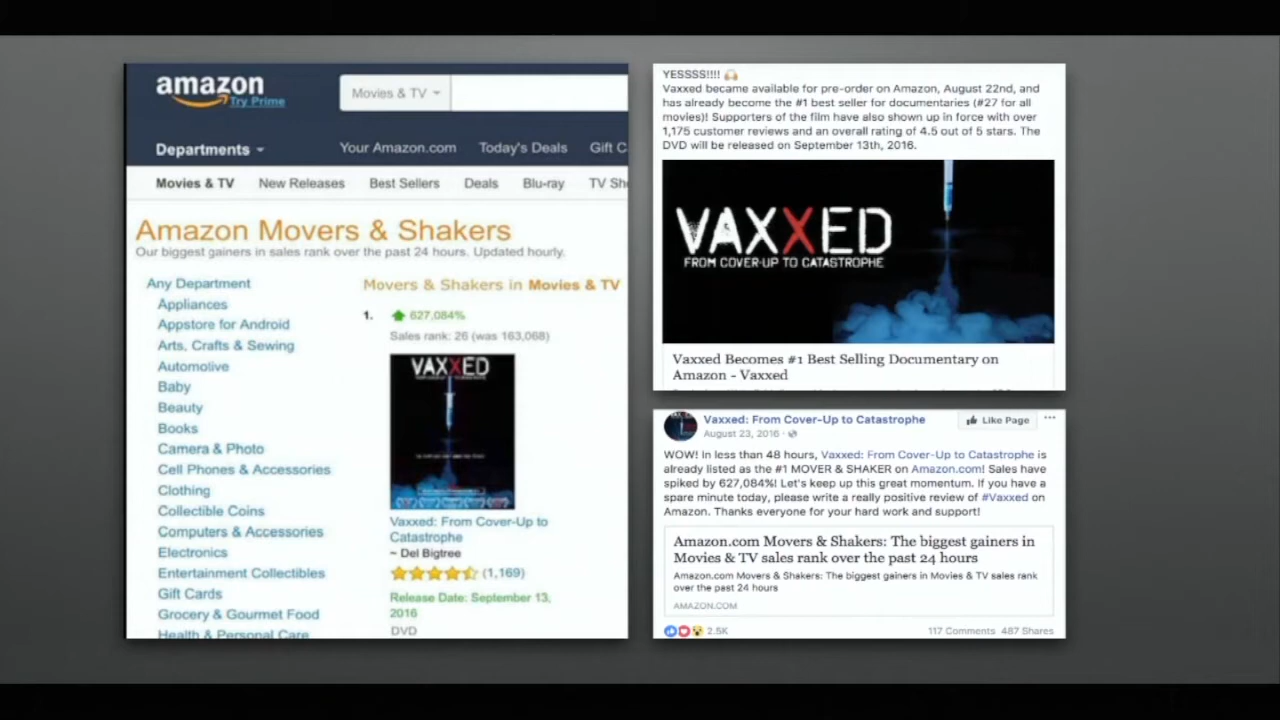 amazon
Try Prime
Movies & TV
Departments
Your Amazon.com
Today's Deals
Gift C
Movies & TV
New Releases
Best Sellers
Deals
Blu-ray
TV Sh
Amazon Movers & Shakers
Our biggest gainers in sales rank over the past 24 hours. Updated hourly.
Any Department
Appliances
Appstore for Android
Arts, Crafts & Sewing
Automotive
Baby
Beauty
Books
Camera & Photo
Cell Phones & Accessories
Clothing
Collectible Coins
Computers & Accessories
Electronics
Entertainment Collectibles
Gift Cards
Grocery & Gourmet Food
Health & Personal Care
Movers & Shakers in Movies & TV
1.
627,084%
Sales rank: 26 (was 163,068)
VAXXED
Vaxxed: From Cover-Up to
Catastrophe
~ Del Bigtree
(1,169)
Release Date: September 13,
2016
DVD
YESSSS!!!!
Vaxxed became available for pre-order on Amazon, August 22nd, and
has already become the #1 best seller for documentaries (#27 for all
movies)! Supporters of the film have also shown up in force with over
1,175 customer reviews and an overall rating of 4.5 out of 5 stars. The
DVD will be released on September 13th, 2016.
VAXXED
FROM COVER-UP TO CATASTROPHE
Vaxxed Becomes #1 Best Selling Documentary on
Amazon - Vaxxed
Vaxxed: From Cover-Up to Catastrophe
Like Page
August 23, 2016
WOW! In less than 48 hours, Vaxxed: From Cover-Up to Catastrophe is
already listed as the #1 MOVER & SHAKER on Amazon.com! Sales have
spiked by 627,084%! Let's keep up this great momentum. If you have a
spare minute today, please write a really positive review of #Vaxxed on
Amazon. Thanks everyone for your hard work and support!
Amazon.com Movers & Shakers: The biggest gainers in
Movies & TV sales rank over the past 24 hours
Amazon.com Movers & Shakers: The biggest gainers in Movies & TV sales rank
over the past 24 hours
AMAZON.COM
2.5K
117 Comments 487 Shares